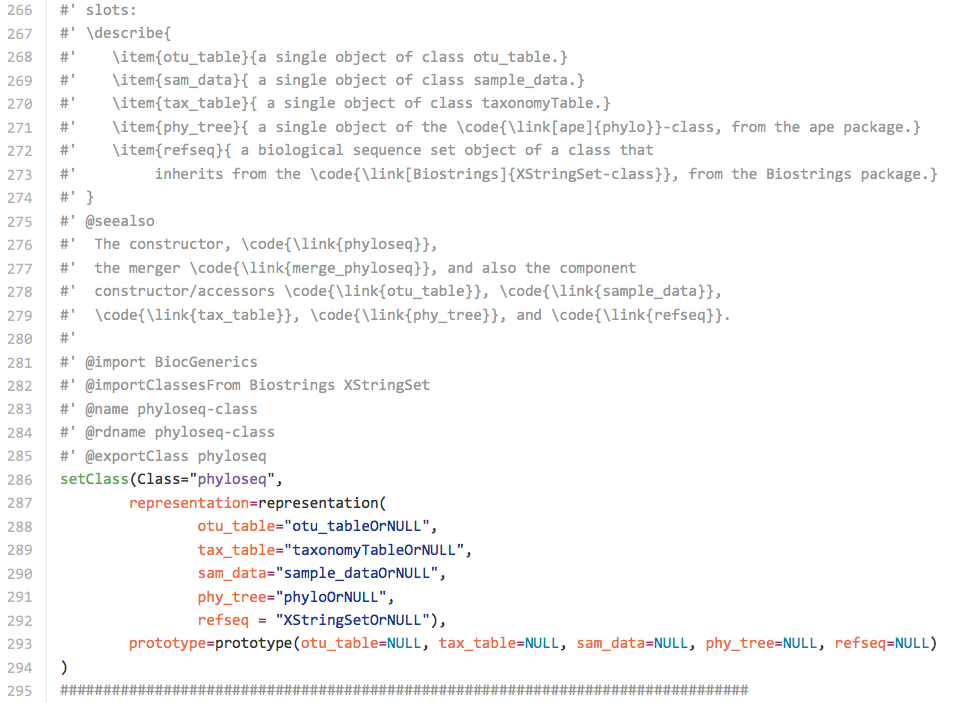 266 #' slots:
267 #' \describe{
268 #'    \item{otu_table}{a single object of class otu_table.}
269 #'    \item{sam_data}{ a single object of class sample_data.}
270 #'    \item{tax_table}{ a single object of class taxonomyTable.}
271 #'    \item{phy_tree}{ a single object of the \code{\link[ape]{phylo}}-class, from the ape package.}
272 #'    \item{refseq}{ a biological sequence set object of a class that
273 #'         inherits from the \code{\link[Biostrings]{XStringSet-class}}, from the Biostrings package.}
274 #' }
275 #' @seealso
276 #'  The constructor, \code{\link{phyloseq}},
277 #'  the merger \code{\link{merge_phyloseq}}, and also the component
278 #'  constructor/accessors \code{\link{otu_table}}, \code{\link{sample_data}},
279 #'  \code{\link{tax_table}}, \code{\link{phy_tree}}, and \code{\link{refseq}}.
280 #'
281 #' @import BiocGenerics
282 #' @importClassesFrom Biostrings XStringSet
283 #' @name phyloseq-class
284 #' @rdname phyloseq-class
285 #' @exportClass phyloseq
286 setClass(Class="phyloseq",
287         representation=representation(
288                 otu_table="otu_tableOrNULL",
289                 tax_table="taxonomyTableOrNULL",
290                 sam_data="sample_dataOrNULL",
291                 phy_tree="phyloOrNULL",
292                 refseq = "XStringSetOrNULL"),
293         prototype=prototype(otu_table=NULL, tax_table=NULL, sam_data=NULL, phy_tree=NULL, refseq=NULL)
294 )
295 ################################################################################